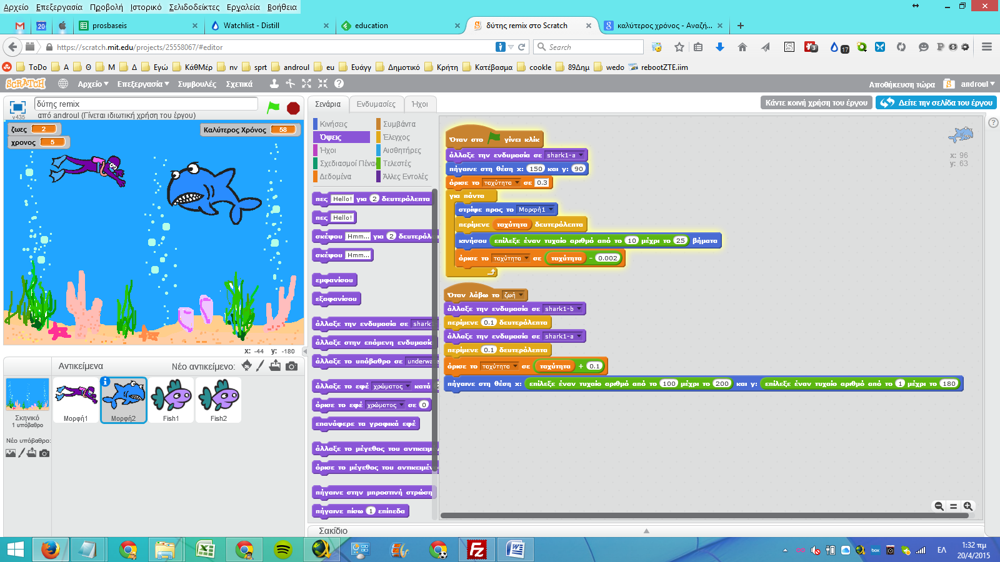 Αρχείο Επεξεργασία Προβολή Ιστορικό Σελιδοδείκτες Εργαλεία Βοήθεια
20 prosbaseis Watchlist - Distill education δύτης remix στο Scratch καλύτερος χρόνος - Αναζή...
https://scratch.mit.edu/projects/25558067/#editor Search 3 17
ToDo Α Θ Μ Δ Εγώ ΚάθΜέρ nv sprt androul eu Ευάγγ Δημοτικό Κρήτη Κατέβασμα cookle 89Δημ wedo rebootZTE.iim
SCRATCH Αρχείο Επεξεργασία Συμβουλές Σχετικά Αποθήκευση τώρα androul
v435 δύτης remix
από androul (Γίνεται ιδιωτική χρήση του έργου)
Σενάρια Ενδυμασίες Ήχοι
Κάντε κοινή χρήση του έργου Δείτε την σελίδα του έργου
ζωες 2
χρονος 5
Καλύτερος Χρόνος 58
x: -44 y: -180
Αντικείμενα Νέο αντικείμενο:
Σκηνικό
1 υπόβαθρο
Νέο υπόβαθρο:
Μορφή1 Μορφή2 Fish1 Fish2
Κινήσεις Συμβάντα
Όψεις Έλεγχος
Ήχοι Αισθητήρες
Σχεδιασμοί Πένας Τελεστές
Δεδομένα Άλλες Εντολές
πες Hello! για 2 δευτερόλεπτα
πες Hello!
σκέψου Hmm... για 2 δευτερόλε
σκέψου Hmm...
εμφανίσου
εξαφανίσου
άλλαξε την ενδυμασία σε shark
άλλαξε στην επόμενη ενδυμασία
άλλαξε το υπόβαθρο σε underwa
άλλαξε το εφέ χρώματος κατά
όρισε το εφέ χρώματος σε 0
επανάφερε τα γραφικά εφέ
άλλαξε το μέγεθος του αντικειμέ
όρισε το μέγεθος του αντικειμέν
πήγαινε στην μπροστινή στρώση
πήγαινε πίσω 1 επίπεδα
Όταν στο γίνει κλίκ
άλλαξε την ενδυμασία σε shark1-a
πήγαινε στη θέση x: 150 και y: 90
όρισε το ταχύτητα σε 0.3
για πάντα
στρίψε προς το Μορφή1
περίμενε ταχύτητα δευτερόλεπτα
κινήσου επίλεξε έναν τυχαίο αριθμό από το 10 μέχρι το 25 βήματα
όρισε το ταχύτητα σε ταχύτητα - 0.002
Όταν λάβω το ζωή
άλλαξε την ενδυμασία σε shark1-b
περίμενε 0.1 δευτερόλεπτα
άλλαξε την ενδυμασία σε shark1-a
περίμενε 0.1 δευτερόλεπτα
όρισε το ταχύτητα σε ταχύτητα + 0.1
πήγαινε στη θέση x: επίλεξε έναν τυχαίο αριθμό από το 100 μέχρι το 200 και y: επίλεξε έναν τυχαίο αριθμό από το 1 μέχρι το 180
x: 96
y: 63
Σακίδιο
ΕΛ 1:32 πμ
20/4/2015